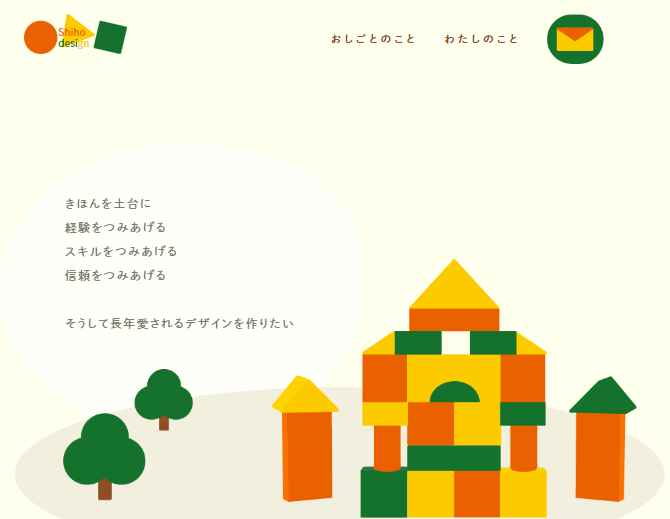 Shiho
design
おしごとのこと
わたしのこと
きほんを土台に
経験をつみあげる
スキルをつみあげる
信頼をつみあげる
そうして長年愛されるデザインを作りたい